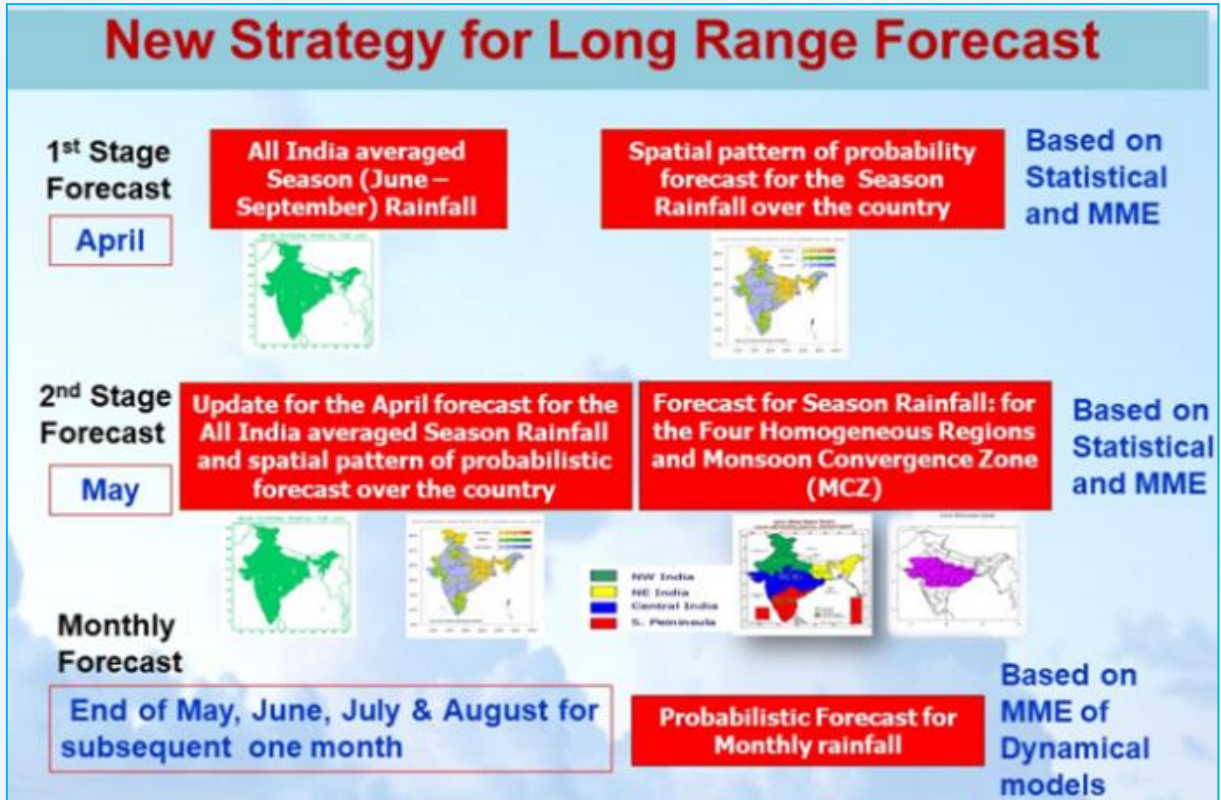 New Strategy for Long Range Forecast
1st Stage
Forecast
April
All India averaged
Season (June –
September) Rainfall
Spatial pattern of probability
forecast for the Season
Rainfall over the country
Based on
Statistical
and MME
2nd Stage
Forecast
May
Update for the April forecast for the
All India averaged Season Rainfall
and spatial pattern of probabilistic
forecast over the country
Forecast for Season Rainfall: for
the Four Homogeneous Regions
and Monsoon Convergence Zone
(MCZ)
Based on
Statistical
and MME
NW India
NE India
Central India
S. Peninsula
Monthly
Forecast
End of May, June, July & August for
subsequent one month
Probabilistic Forecast for
Monthly rainfall
Based on
MME of
Dynamical
models